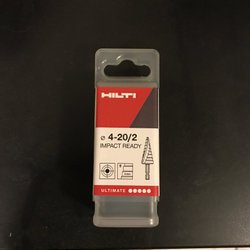 HILTI
⌀ 4-20/2
IMPACT READY
ULTIMATE